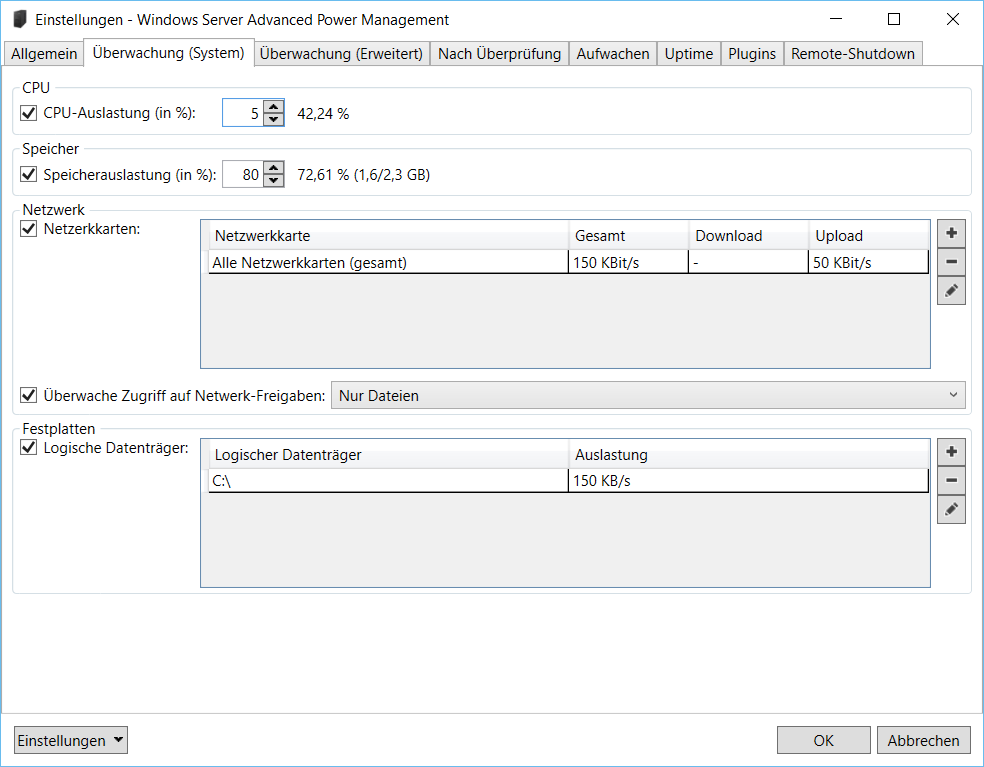 Einstellungen - Windows Server Advanced Power Management
Allgemein Überwachung (System) Überwachung (Erweitert) Nach Überprüfung Aufwachen Uptime Plugins Remote-Shutdown
CPU
CPU-Auslastung (in %): 5 42,24 %
Speicher
Speicherauslastung (in %): 80 72,61 % (1,6/2,3 GB)
Netzwerk
Netzerkkarten:
Netzwerkkarte Gesamt Download Upload
Alle Netzwerkkarten (gesamt) 150 KBit/s - 50 KBit/s
Überwache Zugriff auf Netwerk-Freigaben: Nur Dateien
Festplatten
Logische Datenträger:
Logischer Datenträger Auslastung
C:\ 150 KB/s
Einstellungen OK Abbrechen